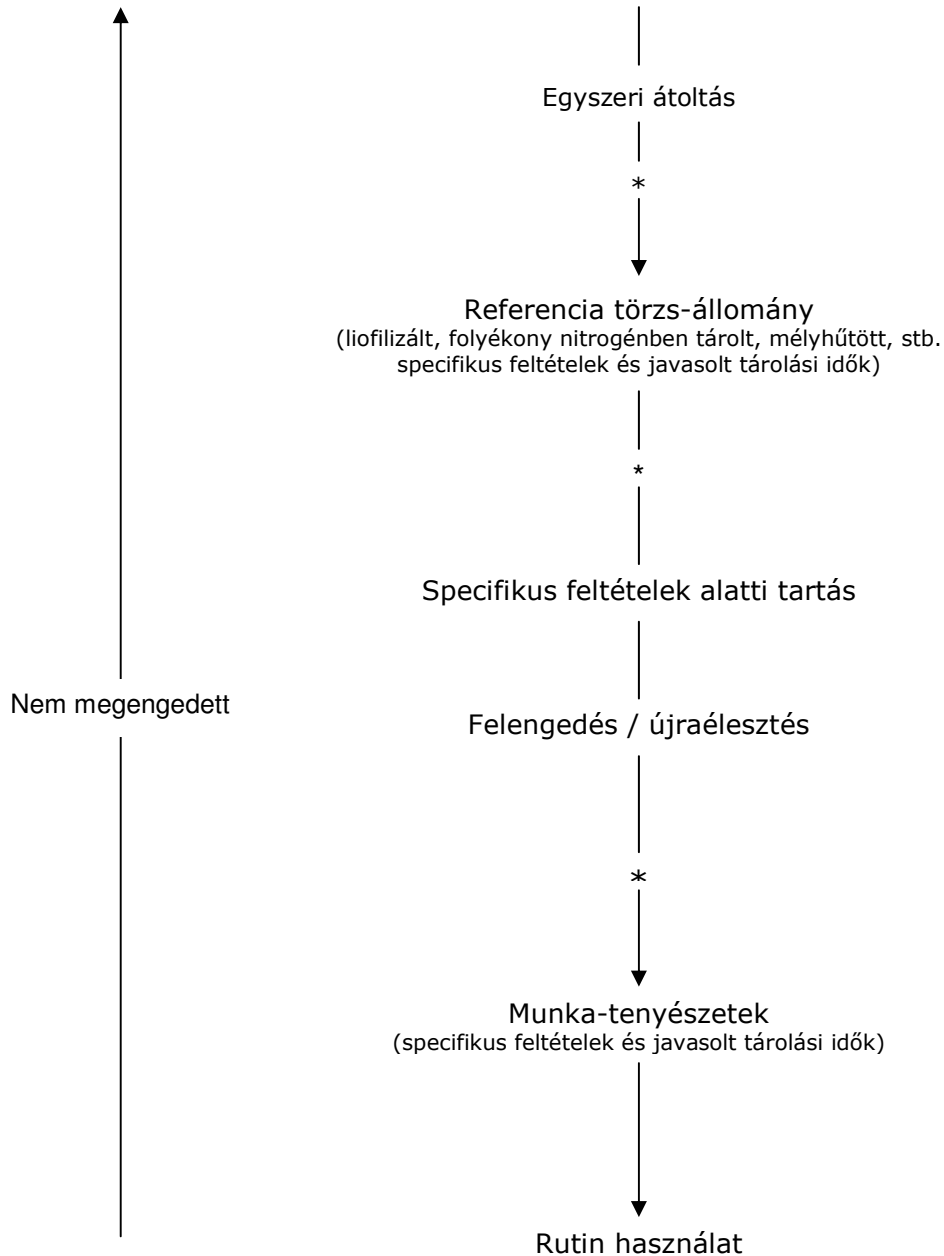 Egyszeri átoltás
*
Referencia törzs-állomány
(liofilizált, folyékony nitrogénben tárolt, mélyhűtött, stb.
specifikus feltételek és javasolt tárolási idők)
*
Specifikus feltételek alatti tartás
Nem megengedett
Felengedés / újraélesztés
*
Munka-tenyészetek
(specifikus feltételek és javasolt tárolási idők)
Rutin használat